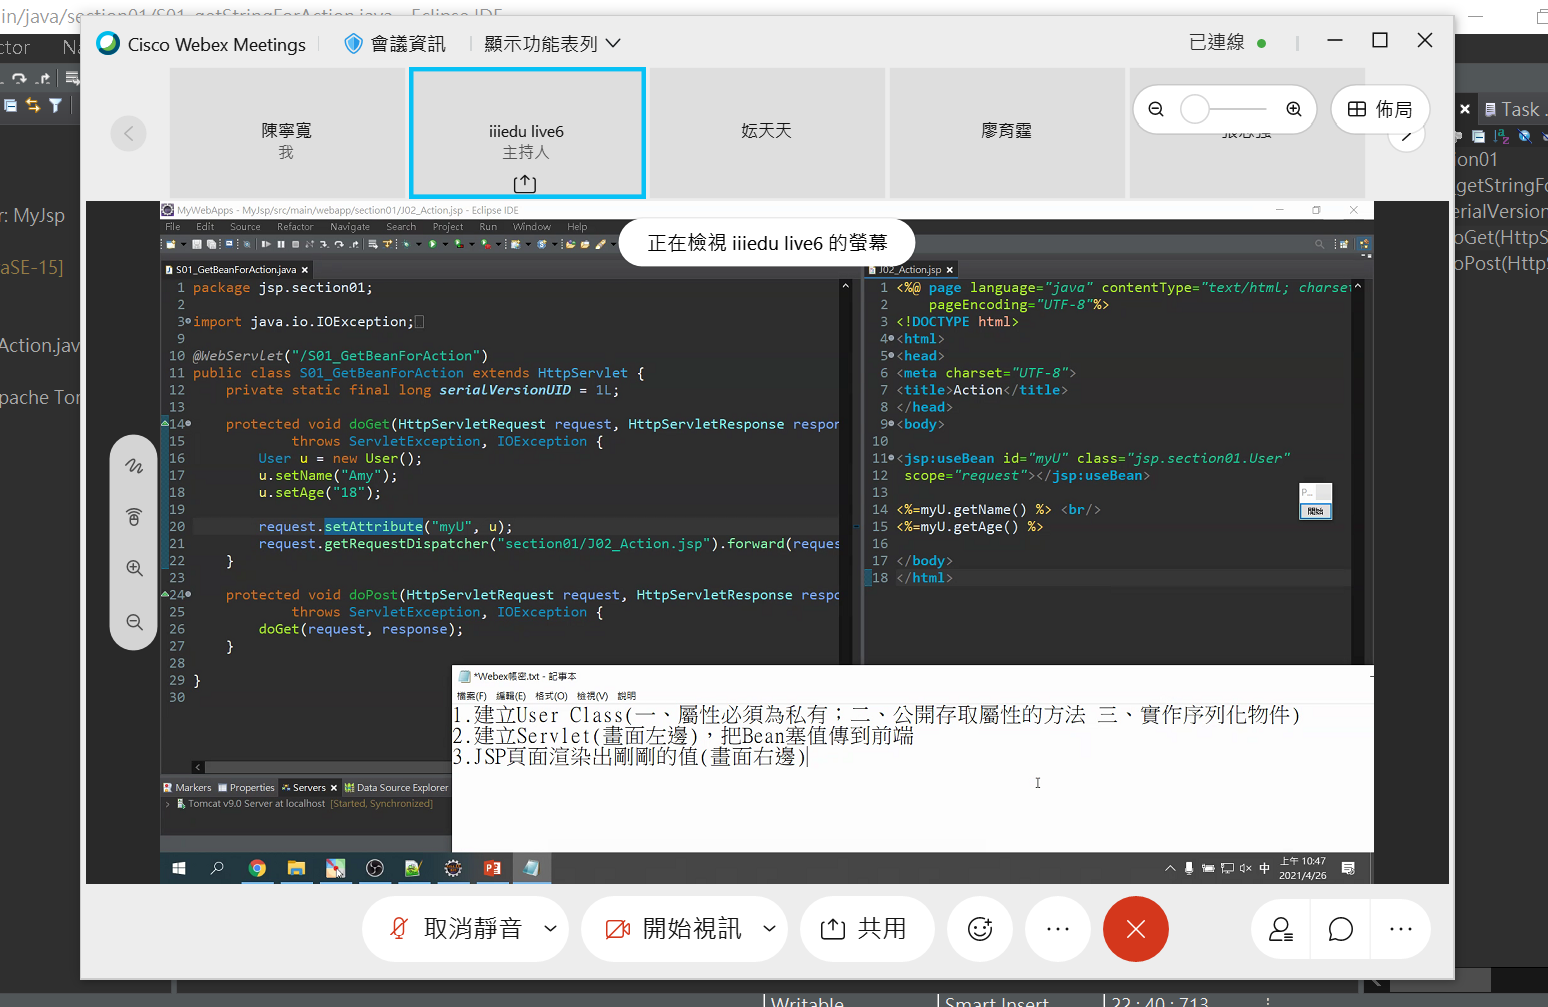 in/java/section01/S01_getStringForAction.java - Eclipse IDE
Cisco Webex Meetings
會議資訊
顯示功能表列
已連線
陳寧寬
我
iiiedu live6
主持人
妘天天
廖育霆
佈局
Task
on01
getStringFo
erialVersion
oGet(HttpS
oPost(Http
r: MyJsp
aSE-15]
Action.jav
pache Tor
MyWebApps - MyJsp/src/main/webapp/section01/J02_Action.jsp - Eclipse IDE
File Edit Source Refactor Navigate Search Project Run Window Help
正在檢視 iiiedu live6 的螢幕
S01_GetBeanForAction.java
1 package jsp.section01;
2
3 import java.io.IOException;
9
10 @WebServlet("/S01_GetBeanForAction")
11 public class S01_GetBeanForAction extends HttpServlet {
12 private static final long serialVersionUID = 1L;
13
14 protected void doGet(HttpServletRequest request, HttpServletResponse respor
15 throws ServletException, IOException {
16 User u = new User();
17 u.setName("Amy");
18 u.setAge("18");
19
20 request.setAttribute("myU", u);
21 request.getRequestDispatcher("section01/J02_Action.jsp").forward(reques
22 }
23
24 protected void doPost(HttpServletRequest request, HttpServletResponse respo
25 throws ServletException, IOException {
26 doGet(request, response);
27 }
28
29 }
30
J02_Action.jsp
1 <%@ page language="java" contentType="text/html; charset
2 pageEncoding="UTF-8"%>
3 <!DOCTYPE html>
4 <html>
5 <head>
6 <meta charset="UTF-8">
7 <title>Action</title>
8 </head>
9 <body>
10
11 <jsp:useBean id="myU" class="jsp.section01.User"
12 scope="request"></jsp:useBean>
13
14 <%=myU.getName() %> <br/>
15 <%=myU.getAge() %>
16
17 </body>
18 </html>
P...
開始
*Webex帳密.txt - 記事本
檔案(F) 編輯(E) 格式(O) 檢視(V) 說明
1.建立User Class(一、屬性必須為私有；二、公開存取屬性的方法 三、實作序列化物件)
2.建立Servlet(畫面左邊)，把Bean塞值傳到前端
3.JSP頁面渲染出剛剛的值(畫面右邊)
Markers Properties Servers Data Source Explorer
Tomcat v9.0 Server at localhost [Started, Synchronized]
中
上午 10:47
2021/4/26
取消靜音
開始視訊
共用
Writable
Smart Insert
22 : 40 : 713